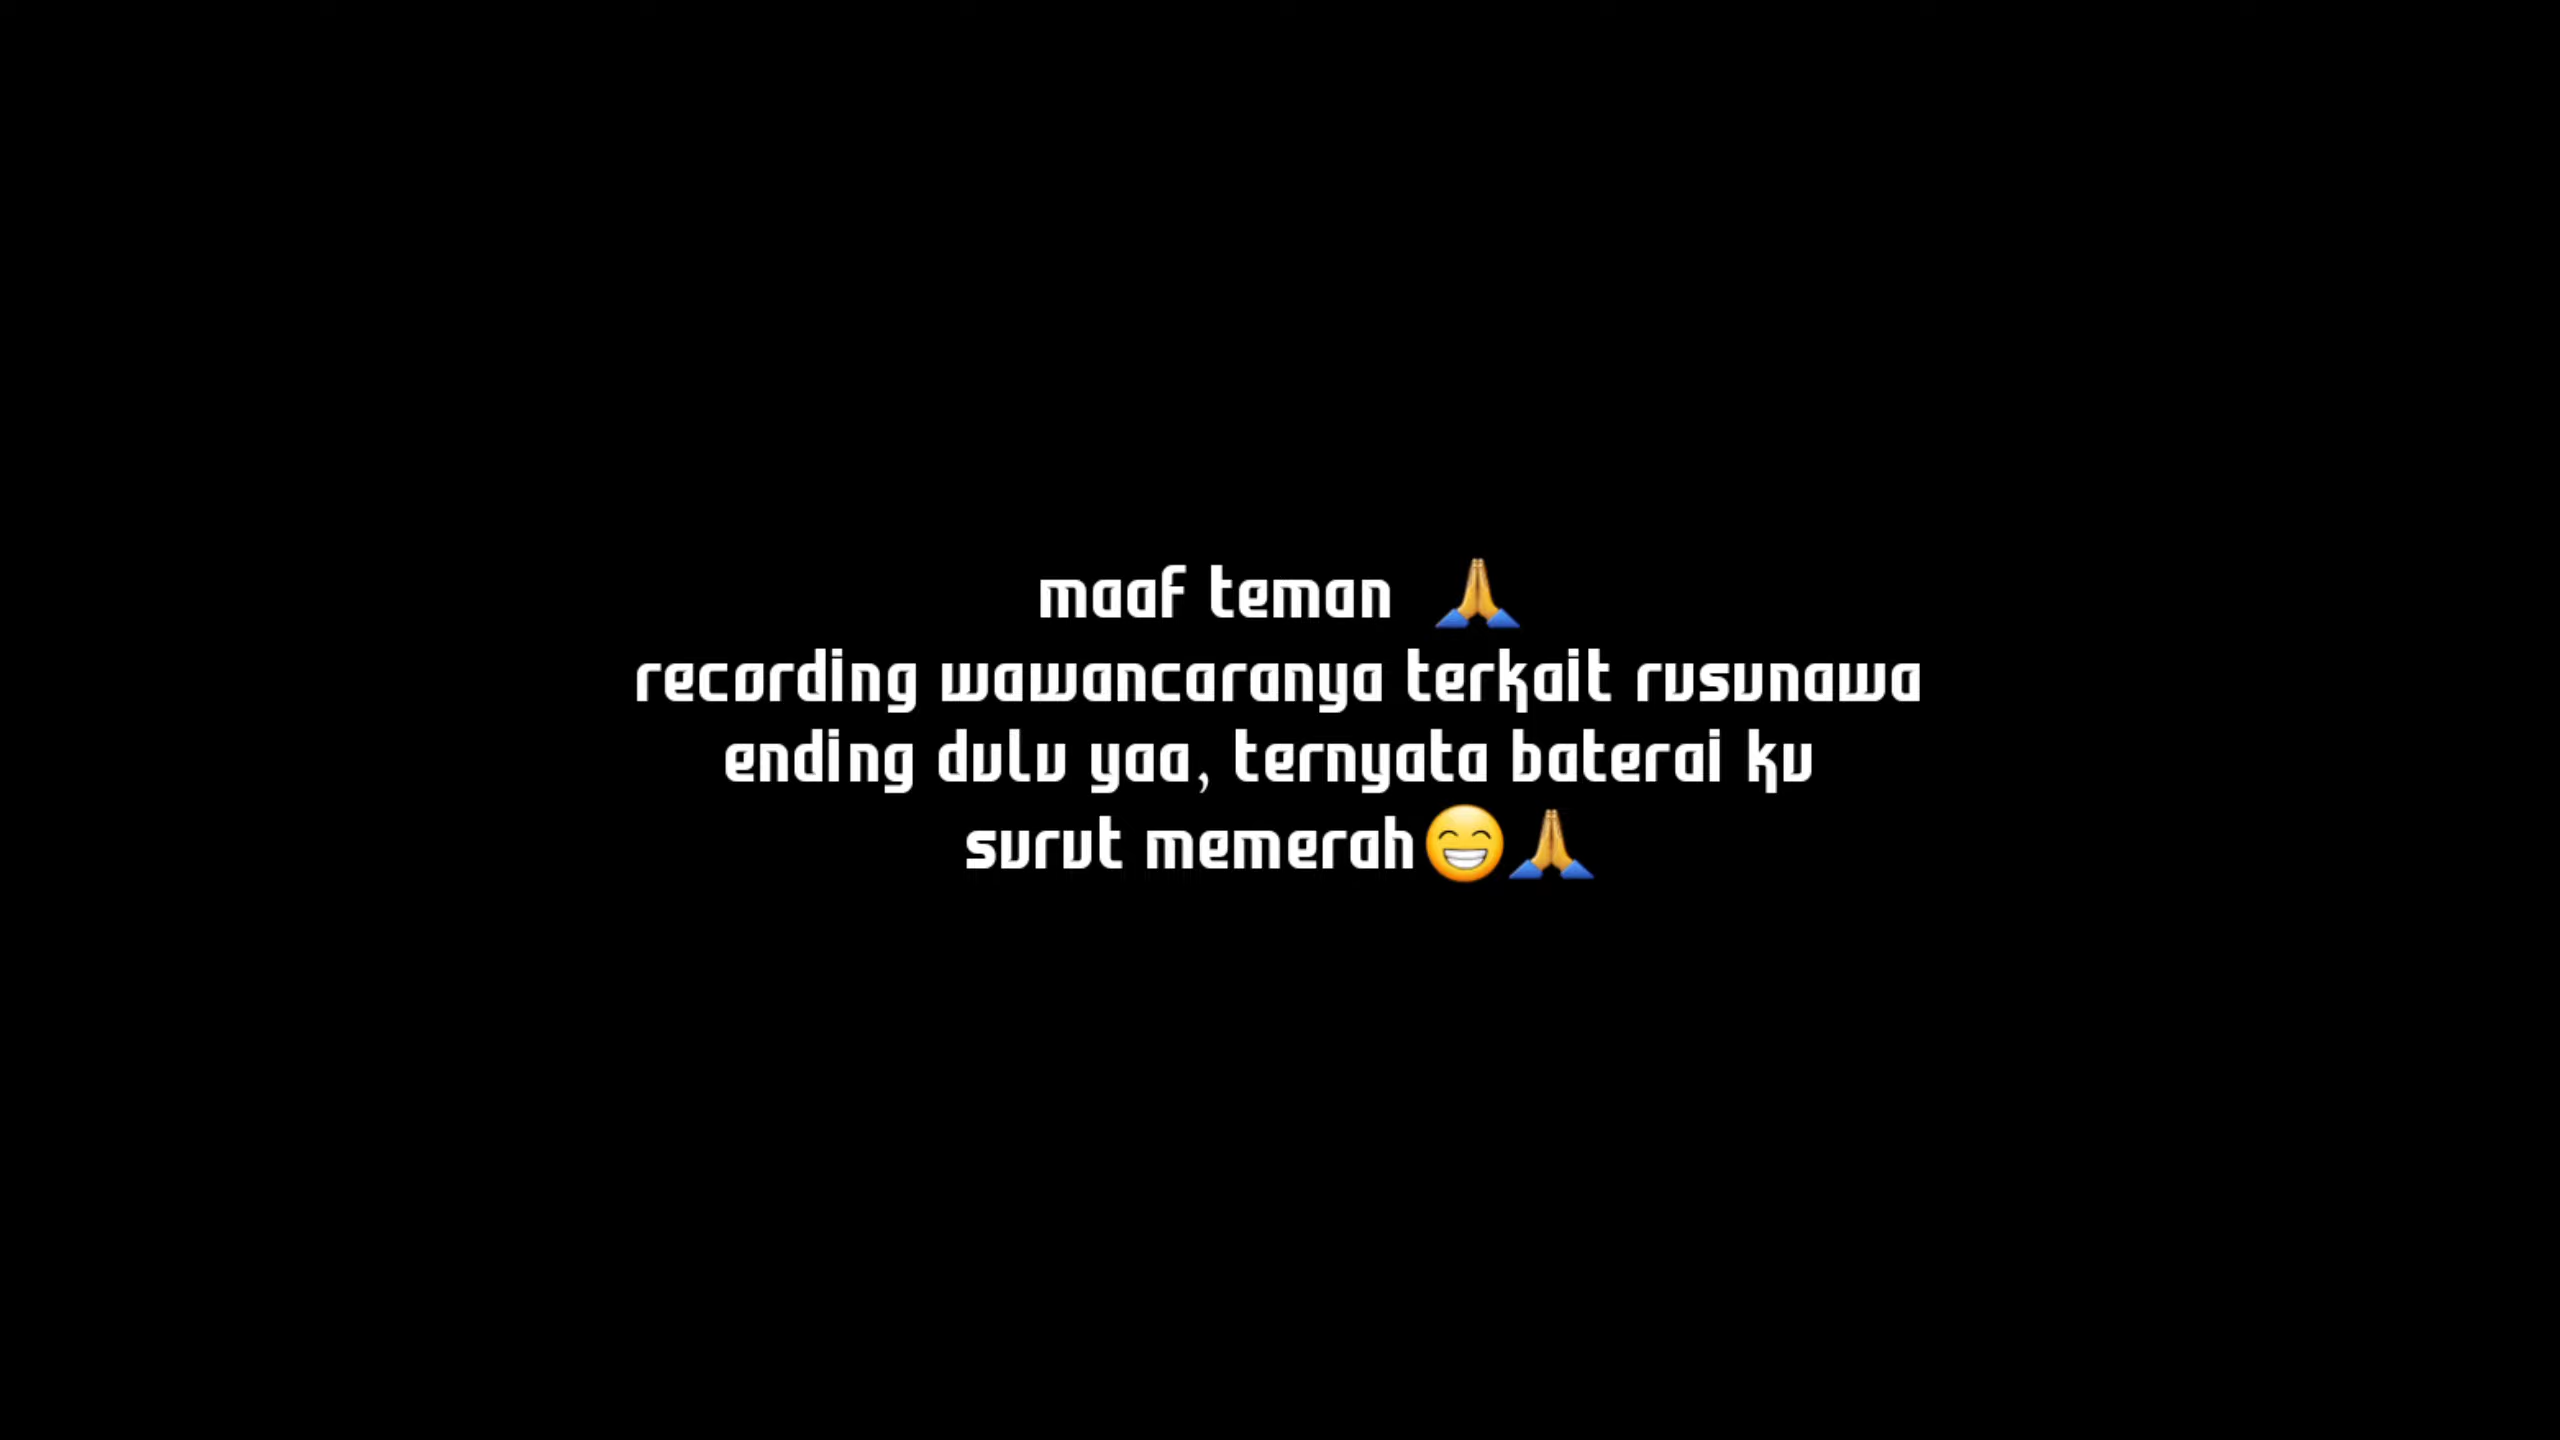 maaf teman 🙏
recording wawancaranya terkait rusunawa
ending dulu yaa, ternyata baterai ku
surut memerah😁🙏